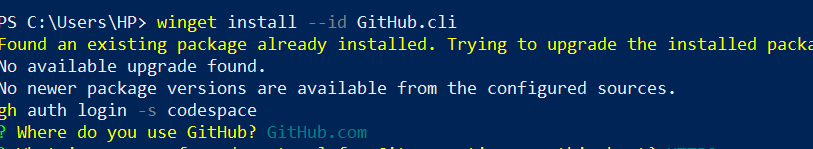 PS C:\Users\HP> winget install --id GitHub.cli
Found an existing package already installed. Trying to upgrade the installed
No available upgrade found.
No newer package versions are available from the configured sources.
gh auth login -s codespace
? Where do you use GitHub? GitHub.com